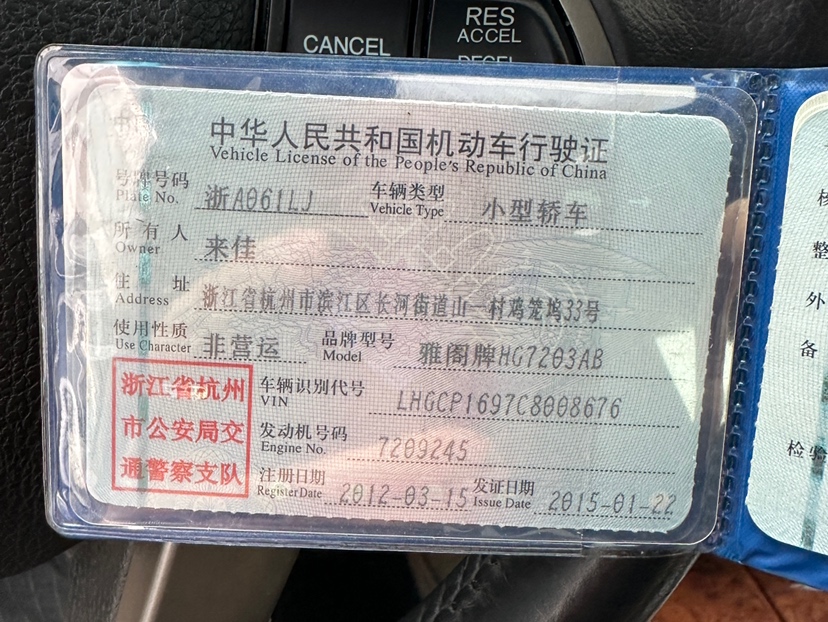 RES
CANCEL
ACCEL
DECEL
中华人民共和国机动车行驶证
Vehicle License of the People's Republic of China
号牌号码 浙A061LJ 车辆类型 小型轿车
Plate No. Vehicle Type
所有人 来佳
Owner
住址 浙江省杭州市滨江区长河街道山一村鸡笼坞33号
Address
使用性质 非营运 品牌型号 雅阁牌HG7203AB
Use Character Model
浙江省杭州
市公安局交
通警察支队
车辆识别代号 LHGCP1697C8008676
VIN
发动机号码 7209245
Engine No.
注册日期 2012-03-15 发证日期 2015-01-22
Register Date Issue Date
核
整
外
备
检验